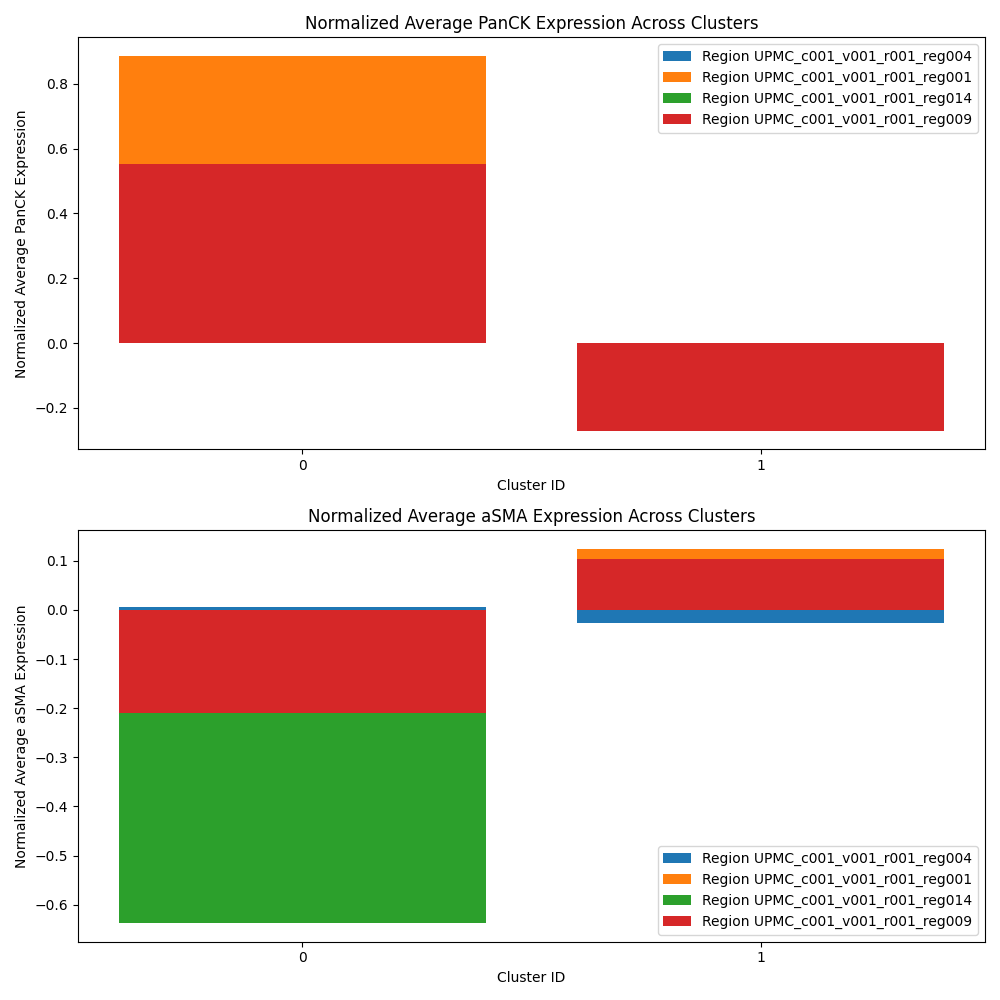 Normalized Average PanCK Expression Across Clusters
Normalized Average PanCK Expression
0.8
0.6
0.4
0.2
0.0
−0.2
Region UPMC_c001_v001_r001_reg004
Region UPMC_c001_v001_r001_reg001
Region UPMC_c001_v001_r001_reg014
Region UPMC_c001_v001_r001_reg009
0
1
Cluster ID
Normalized Average aSMA Expression Across Clusters
Normalized Average aSMA Expression
0.1
0.0
−0.1
−0.2
−0.3
−0.4
−0.5
−0.6
Region UPMC_c001_v001_r001_reg004
Region UPMC_c001_v001_r001_reg001
Region UPMC_c001_v001_r001_reg014
Region UPMC_c001_v001_r001_reg009
0
1
Cluster ID